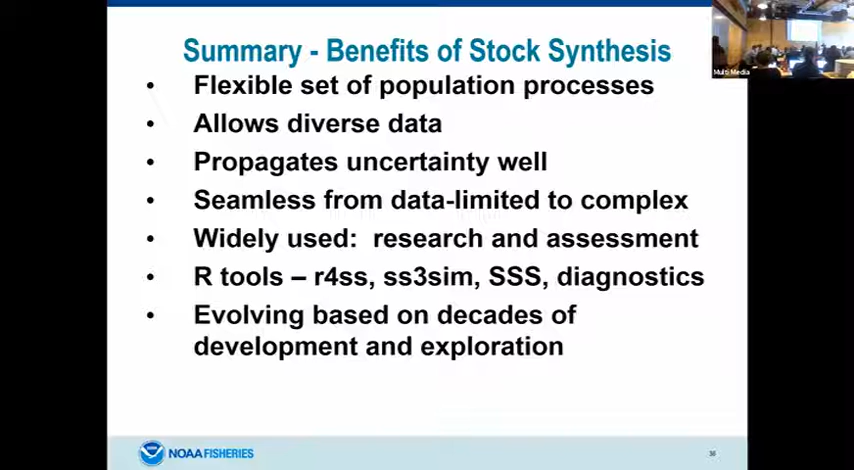 Summary - Benefits of Stock Synthesis
• Flexible set of population processes
• Allows diverse data
• Propagates uncertainty well
• Seamless from data-limited to complex
• Widely used: research and assessment
• R tools – r4ss, ss3sim, SSS, diagnostics
• Evolving based on decades of
development and exploration
Multi Media
NOAA FISHERIES